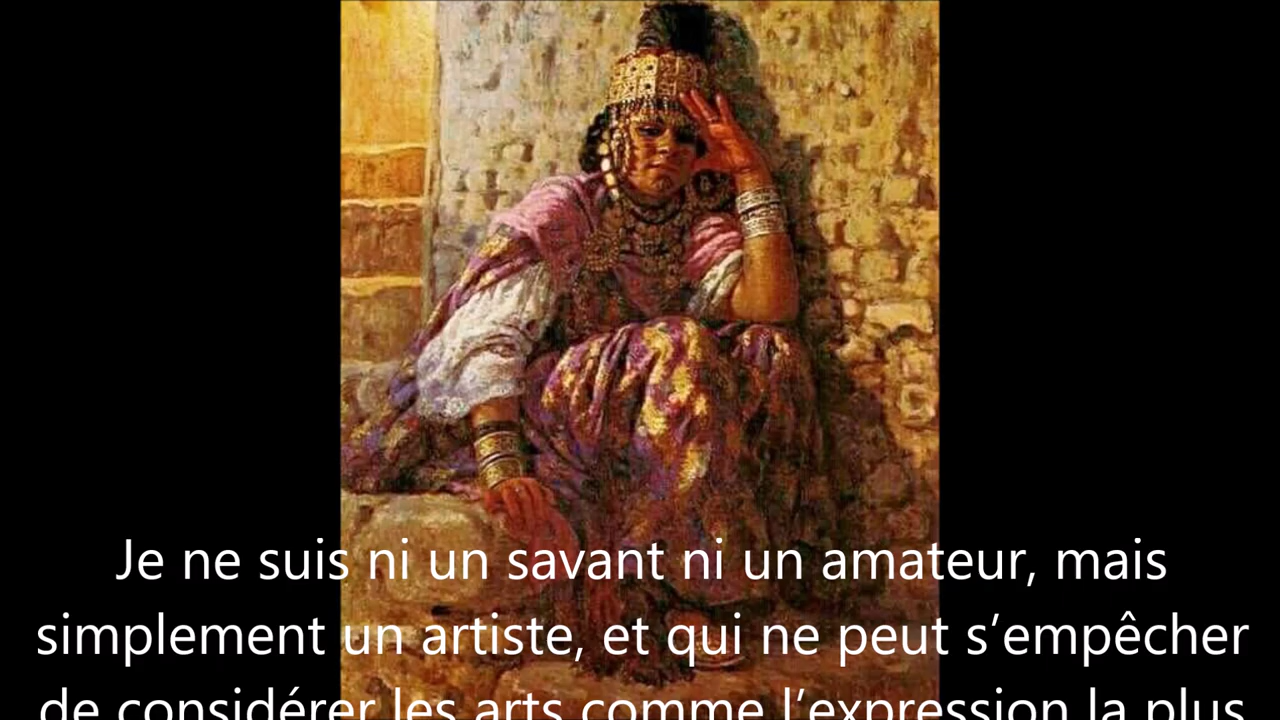 Je ne suis ni un savant ni un amateur, mais
simplement un artiste, et qui ne peut s’empêcher
de considérer les arts comme l’expression la plus